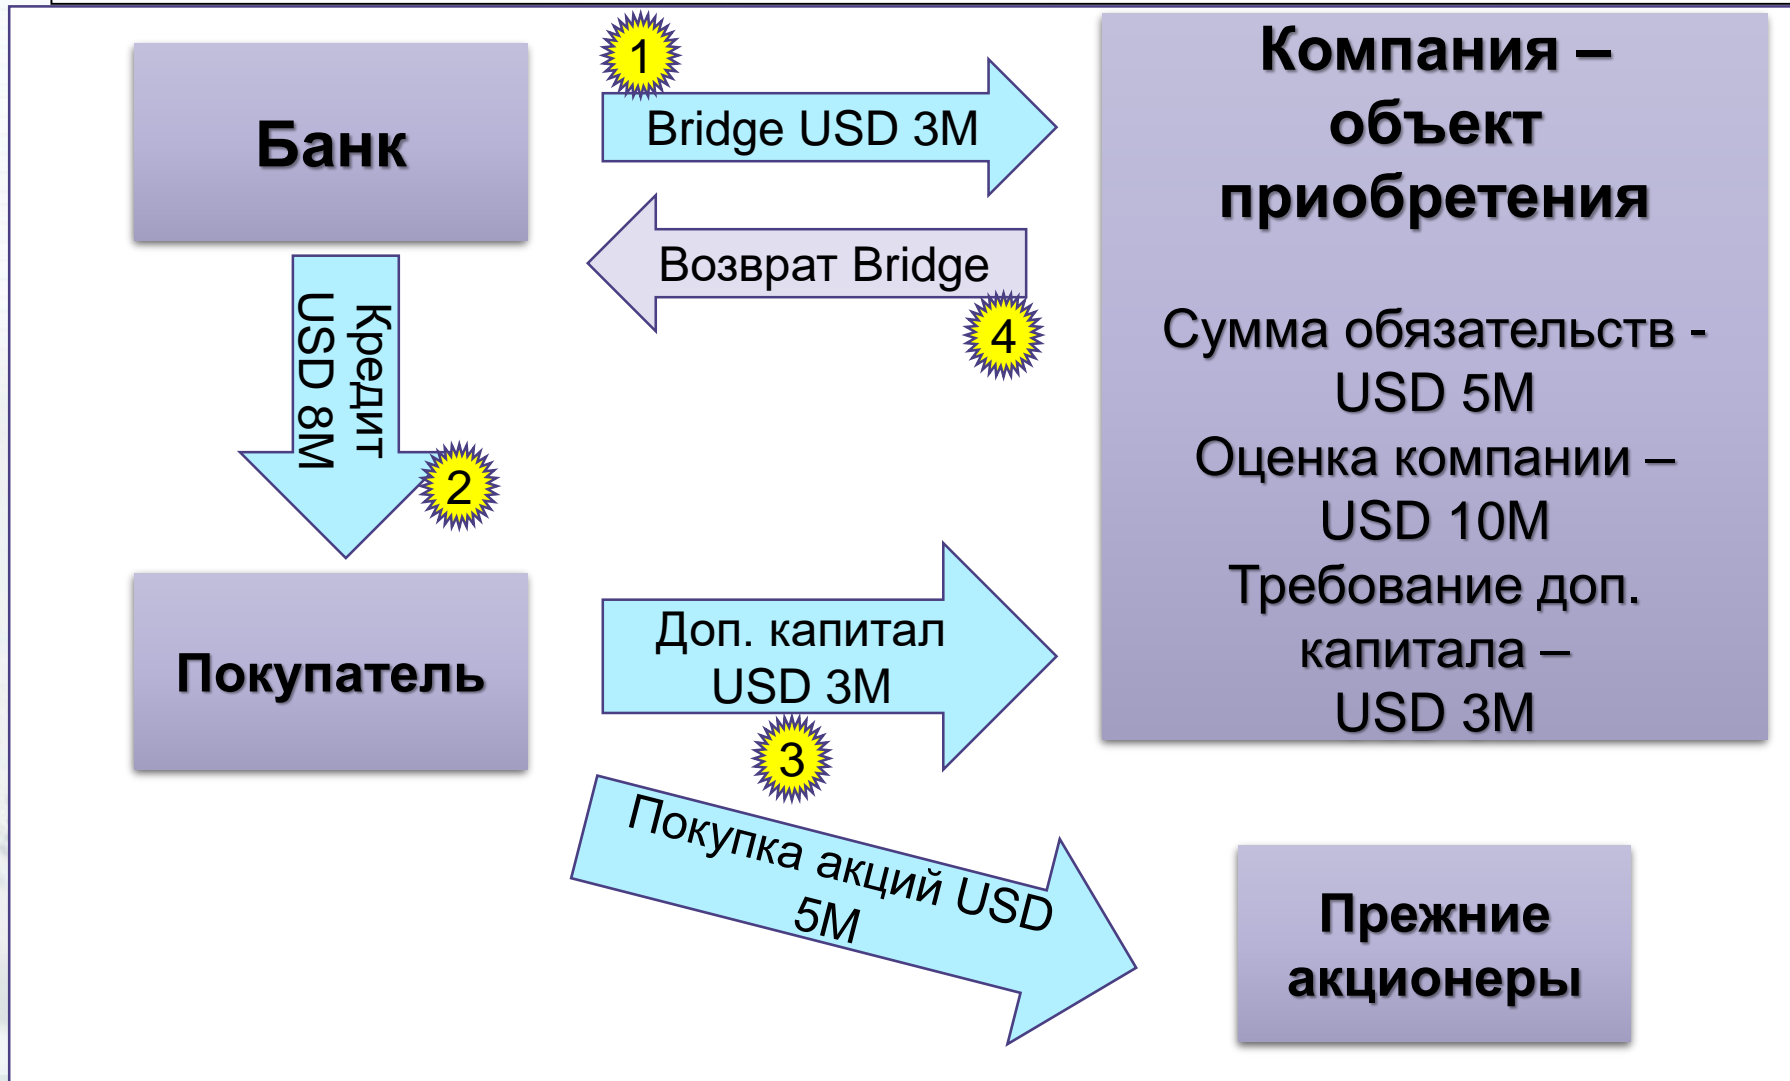 1
Bridge USD 3M
Банк
Возврат Bridge
4
Компания –
объект
приобретения
Сумма обязательств -
USD 5M
Оценка компании –
USD 10M
Требование доп.
капитала –
USD 3M
Кредит
USD 8M
2
Покупатель
Доп. капитал
USD 3M
3
Покупка акций USD
5M
Прежние
акционеры